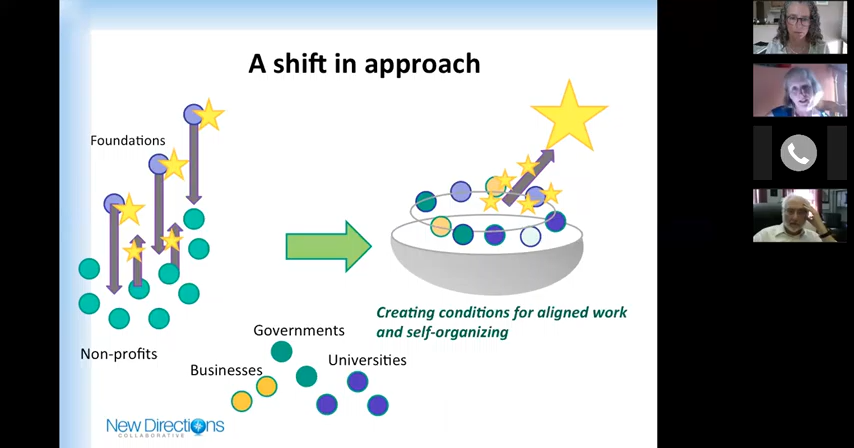 A shift in approach
Foundations
Non-profits
Creating conditions for aligned work
and self-organizing
Governments
Businesses
Universities
New Directions
COLLABORATIVE